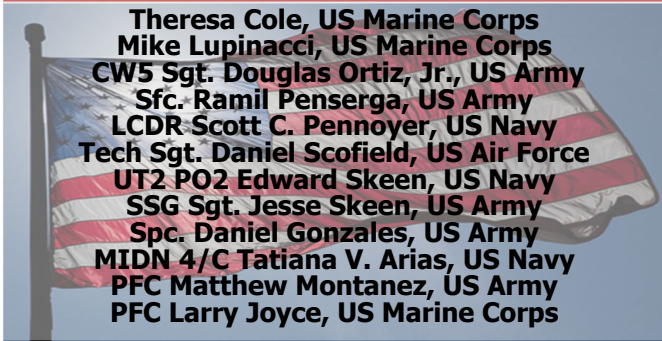 Theresa Cole, US Marine Corps
Mike Lupinacci, US Marine Corps
CW5 Sgt. Douglas Ortiz, Jr., US Army
Sfc. Ramil Penserga, US Army
LCDR Scott C. Pennoyer, US Navy
Tech Sgt. Daniel Scofield, US Air Force
UT2 PO2 Edward Skeen, US Navy
SSG Sgt. Jesse Skeen, US Army
Spc. Daniel Gonzales, US Army
MIDN 4/C Tatiana V. Arias, US Navy
PFC Matthew Montanez, US Army
PFC Larry Joyce, US Marine Corps